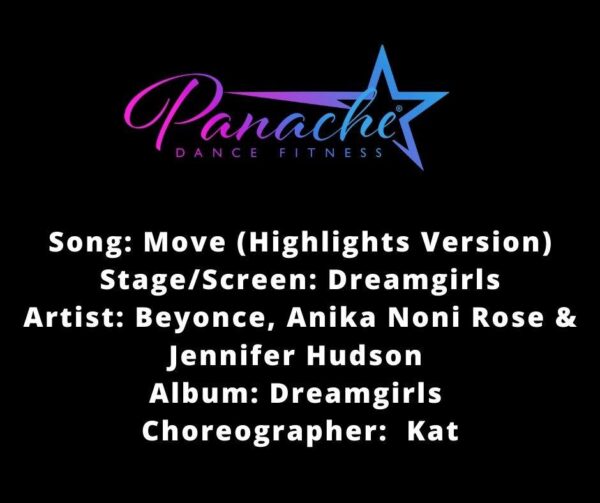 Panache®
DANCE FITNESS
Song: Move (Highlights Version)
Stage/Screen: Dreamgirls
Artist: Beyonce, Anika Noni Rose &
Jennifer Hudson
Album: Dreamgirls
Choreographer:  Kat